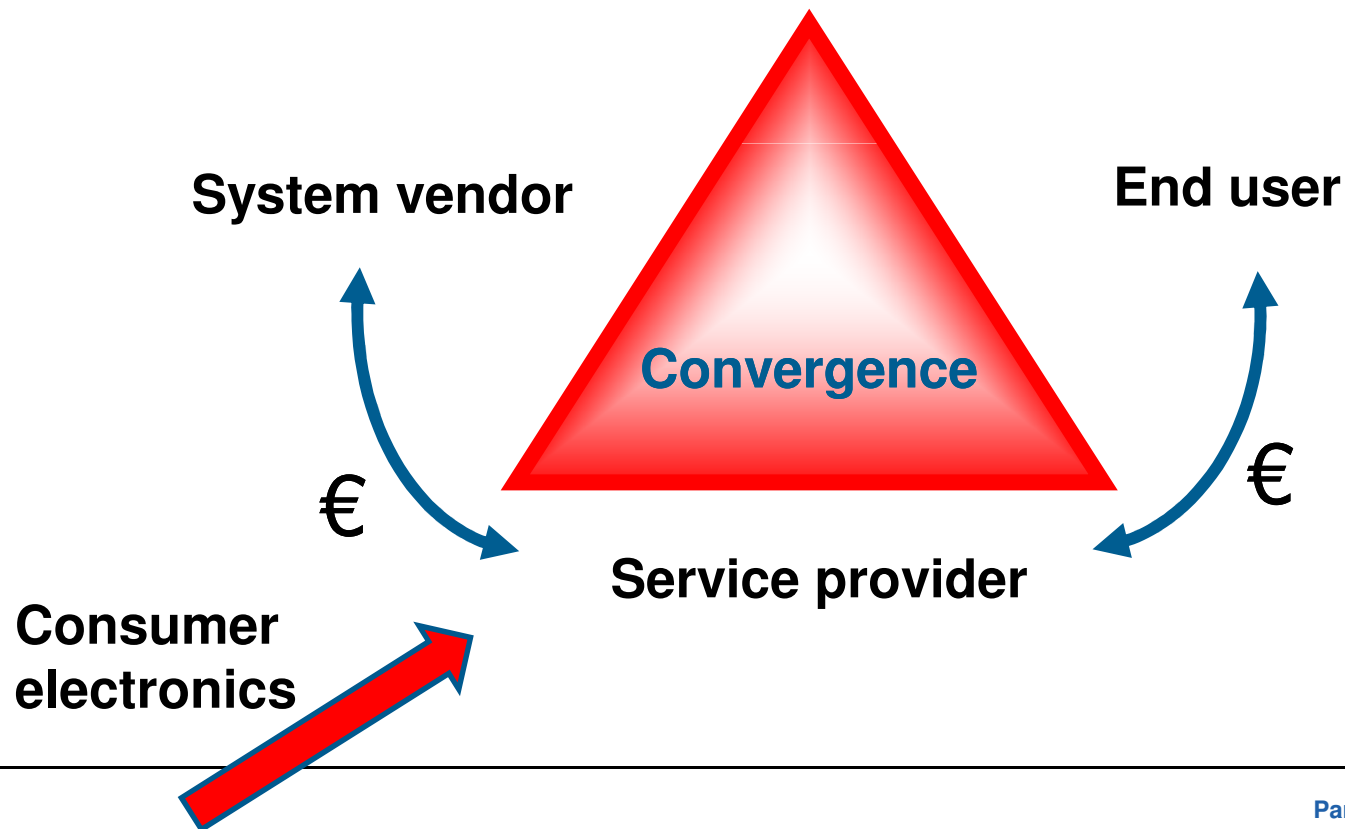 System vendor
End user
Convergence
€
€
Service provider
Consumer
electronics